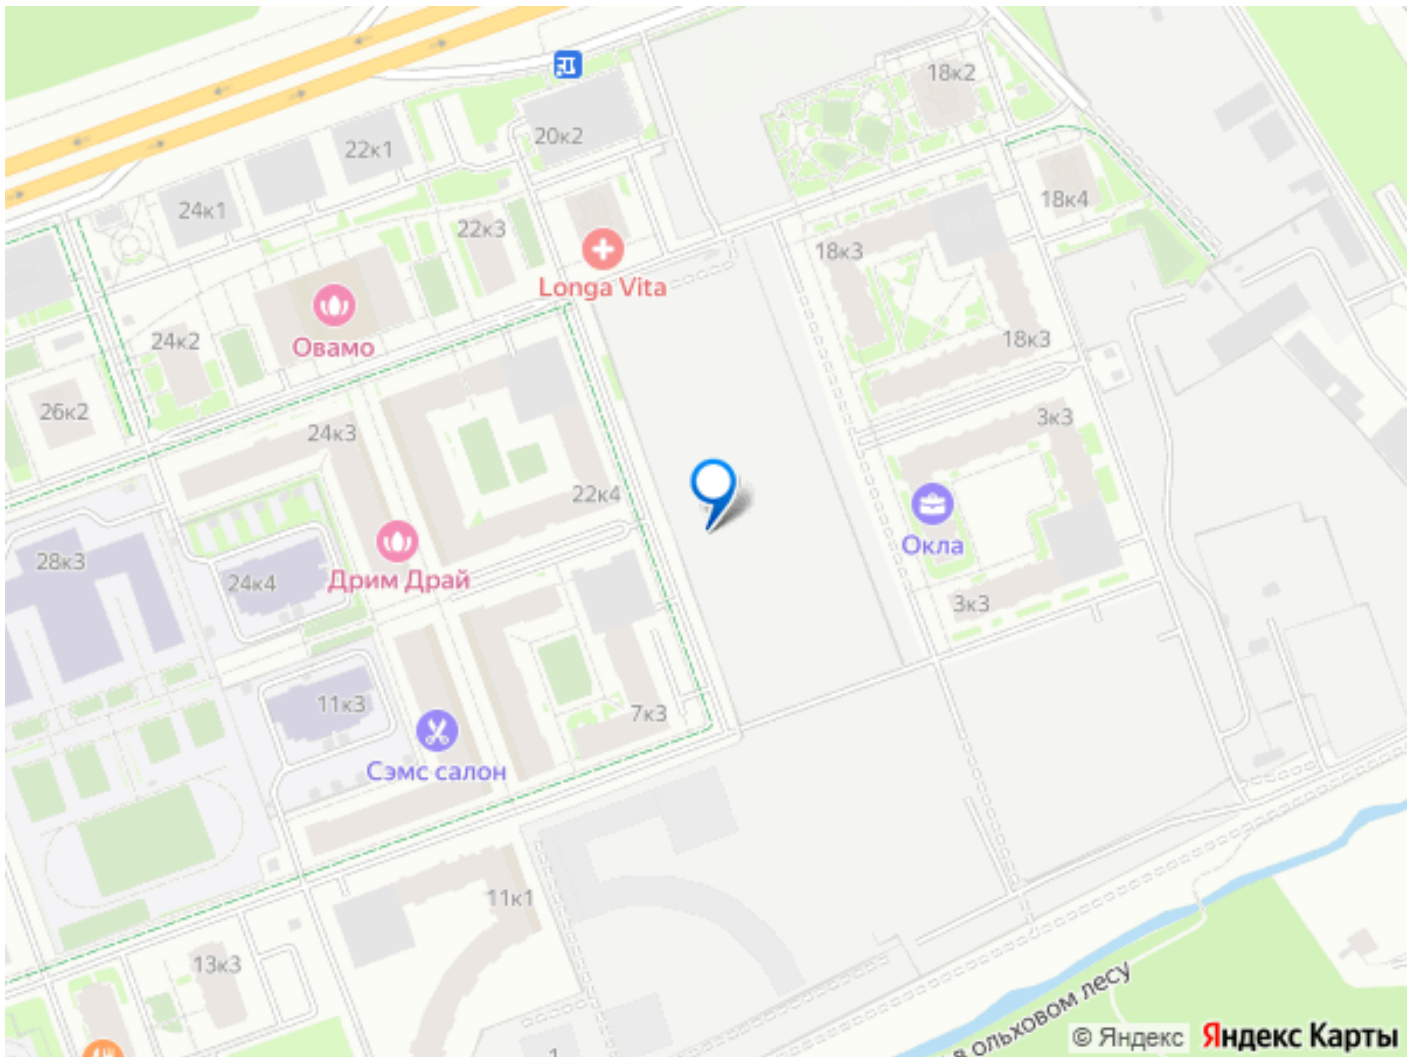 18к2
20к2
22к1
18к4
24к1
22к3
18к3
Longa Vita
24к2
Овамо
18к3
26к2
3к3
24к3
22к4
Окла
28к3
24к4
Дрим Драй
3к3
11к3
7к3
Сэмс салон
11к1
13к3
в ольховом лесу
1
© Яндекс
Яндекс Карты